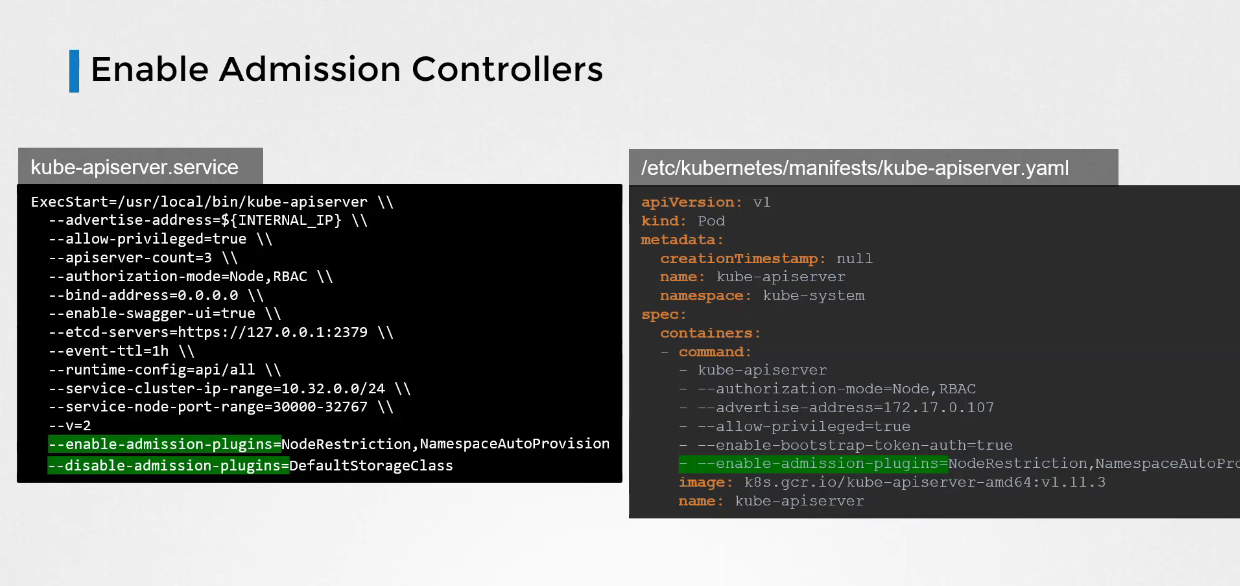 Enable Admission Controllers
kube-apiserver.service
ExecStart=/usr/local/bin/kube-apiserver \\
--advertise-address=${INTERNAL_IP} \\
--allow-privileged=true \\
--apiserver-count=3 \\
--authorization-mode=Node,RBAC \\
--bind-address=0.0.0.0 \\
--enable-swagger-ui=true \\
--etcd-servers=https://127.0.0.1:2379 \\
--event-ttl=1h \\
--runtime-config=api/all \\
--service-cluster-ip-range=10.32.0.0/24 \\
--service-node-port-range=30000-32767 \\
--v=2
--enable-admission-plugins=NodeRestriction,NamespaceAutoProvision
--disable-admission-plugins=DefaultStorageClass
/etc/kubernetes/manifests/kube-apiserver.yaml
apiVersion: v1
kind: Pod
metadata:
creationTimestamp: null
name: kube-apiserver
namespace: kube-system
spec:
containers:
- command:
- kube-apiserver
- --authorization-mode=Node,RBAC
- --advertise-address=172.17.0.107
- --allow-privileged=true
- --enable-bootstrap-token-auth=true
- --enable-admission-plugins=NodeRestriction,NamespaceAutoPro
image: k8s.gcr.io/kube-apiserver-amd64:v1.11.3
name: kube-apiserver